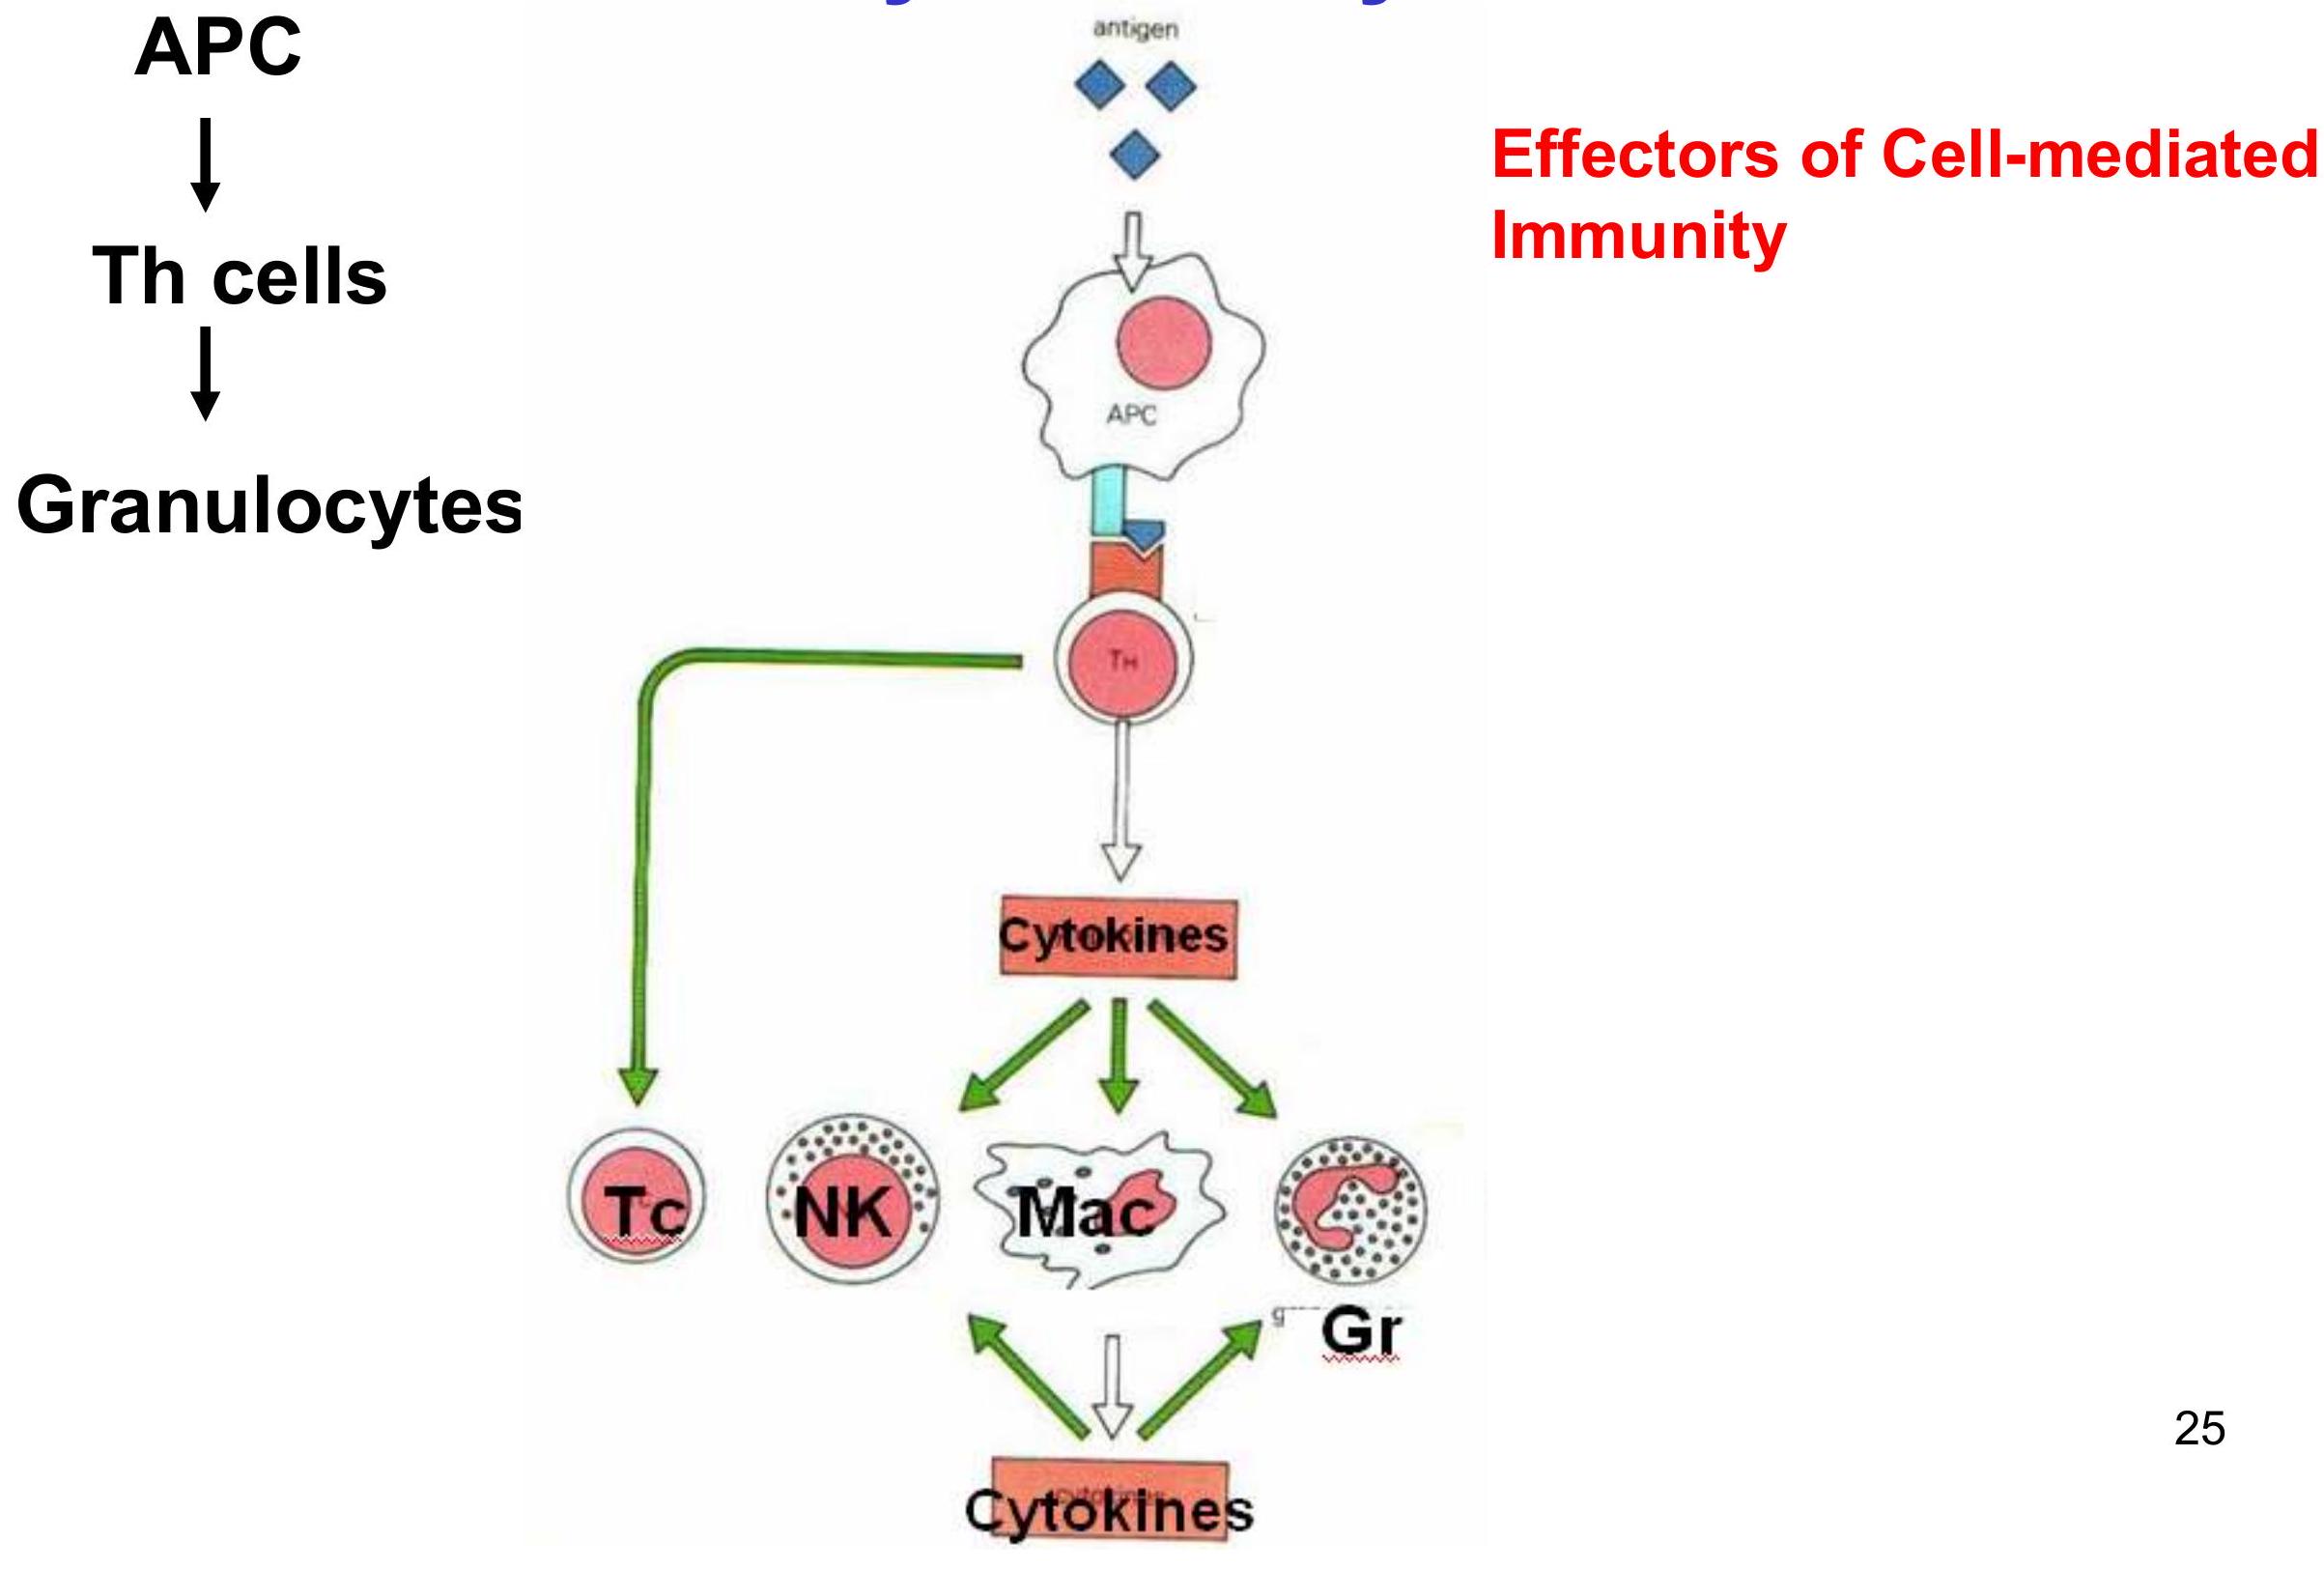 APC
Th cells
Granulocytes
antigen
Effectors of Cell-mediated
Immunity
APC
TH
Cytokines
Tc
NK
Mac
Gr
Cytokines
25